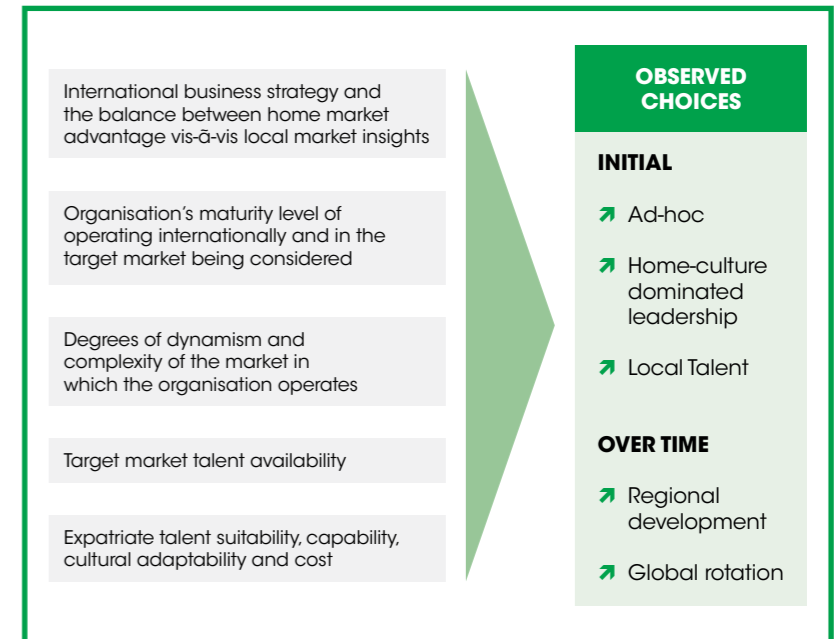 International business strategy and
the balance between home market
advantage vis-ā-vis local market insights
Organisation's maturity level of
operating internationally and in the
target market being considered
Degrees of dynamism and
complexity of the market in
which the organisation operates
Target market talent availability
Expatriate talent suitability, capability,
cultural adaptability and cost
OBSERVED
CHOICES
INITIAL
Ad-hoc
Home-culture
dominated
leadership
Local Talent
OVER TIME
Regional
development
Global rotation